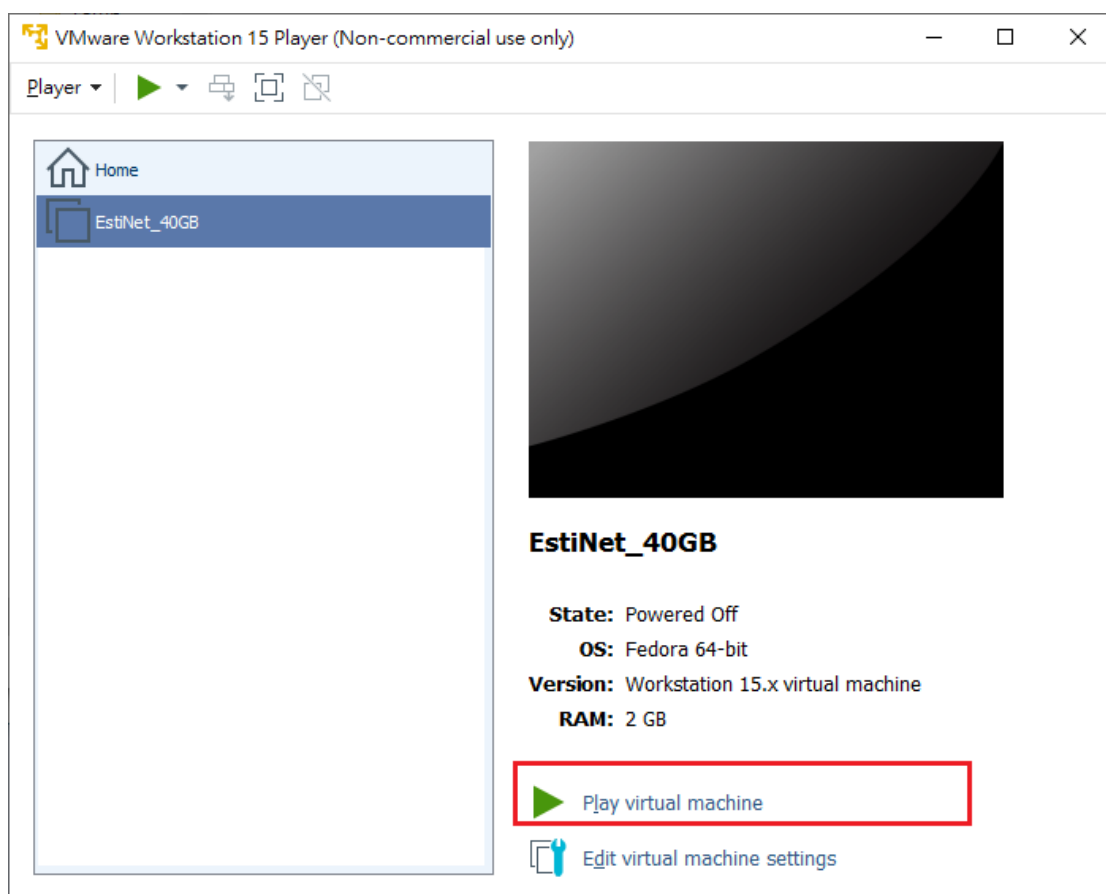 VMware Workstation 15 Player (Non-commercial use only)
Player
Home
EstiNet_40GB
EstiNet_40GB
State: Powered Off
OS: Fedora 64-bit
Version: Workstation 15.x virtual machine
RAM: 2 GB
Play virtual machine
Edit virtual machine settings